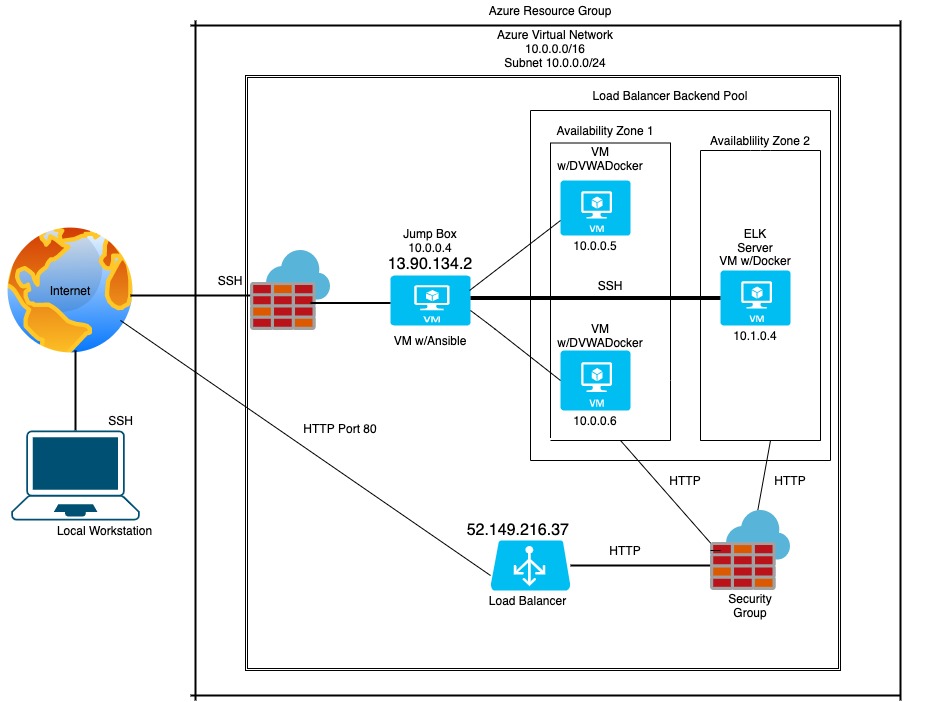 Azure Resource Group
Azure Virtual Network
10.0.0.0/16
Subnet 10.0.0.0/24
Load Balancer Backend Pool
Availability Zone 1
Availablility Zone 2
VM
w/DVWADocker
VM
10.0.0.5
Jump Box
10.0.0.4
13.90.134.2
VM
VM w/Ansible
ELK
Server
VM w/Docker
VM
10.1.0.4
SSH
SSH
Internet
VM
w/DVWADocker
VM
10.0.0.6
SSH
Local Workstation
HTTP Port 80
HTTP
HTTP
52.149.216.37
Load Balancer
HTTP
Security
Group